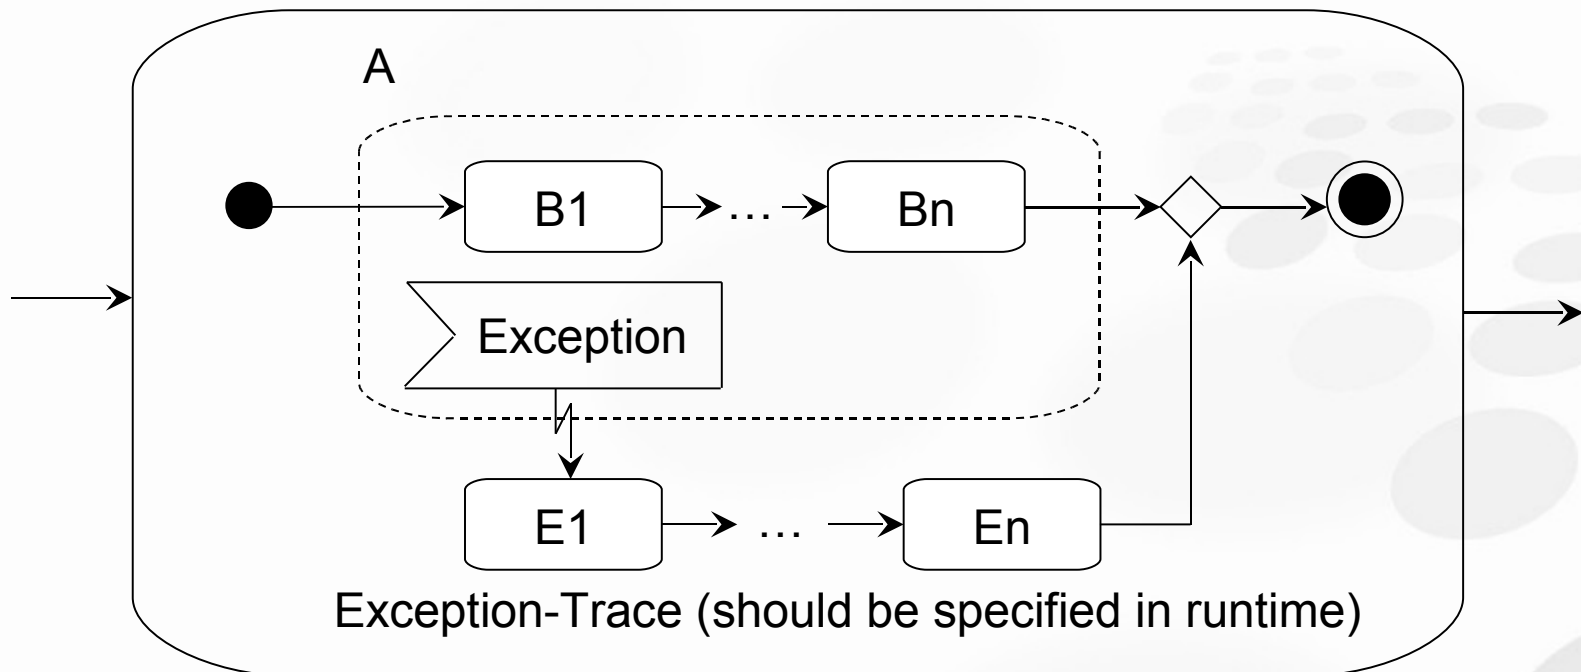 A
B1 ... Bn
Exception
E1 ... En
Exception-Trace (should be specified in runtime)